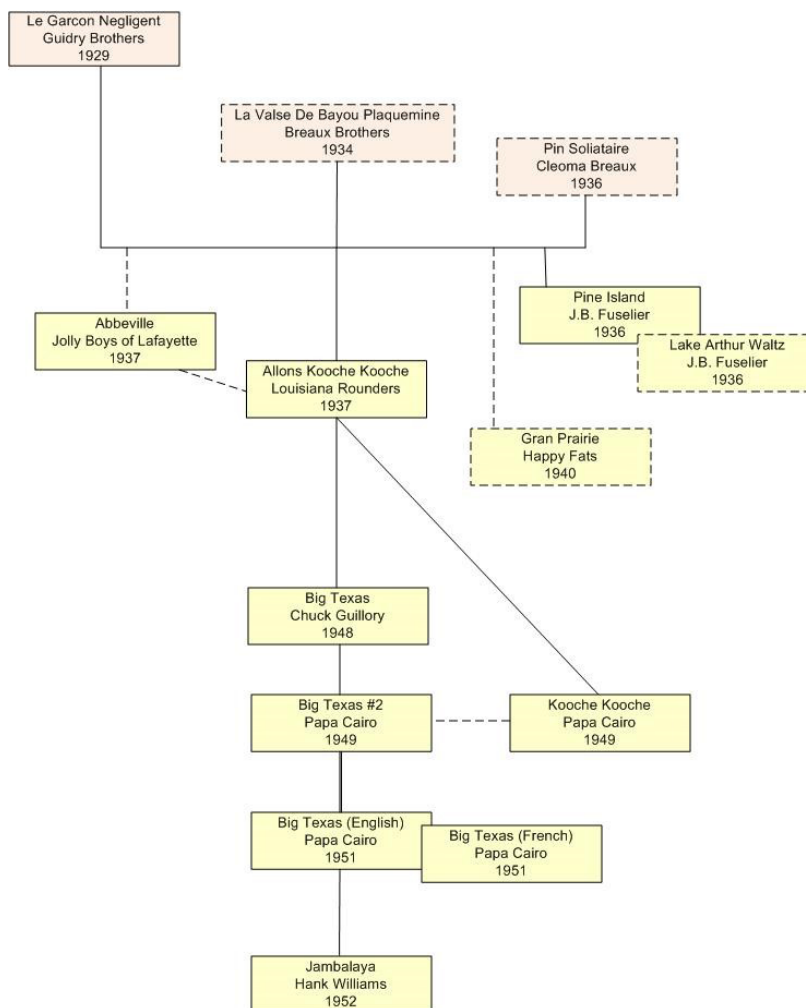 Le Garcon Negligent
Guidry Brothers
1929
La Valse De Bayou Plaquemine
Breaux Brothers
1934
Pin Soliataire
Cleoma Breaux
1936
Abbeville
Jolly Boys of Lafayette
1937
Pine Island
J.B. Fuselier
1936
Lake Arthur Waltz
J.B. Fuselier
1936
Allons Kooche Kooche
Louisiana Rounders
1937
Gran Prairie
Happy Fats
1940
Big Texas
Chuck Guillory
1948
Big Texas #2
Papa Cairo
1949
Kooche Kooche
Papa Cairo
1949
Big Texas (English)
Papa Cairo
1951
Big Texas (French)
Papa Cairo
1951
Jambalaya
Hank Williams
1952